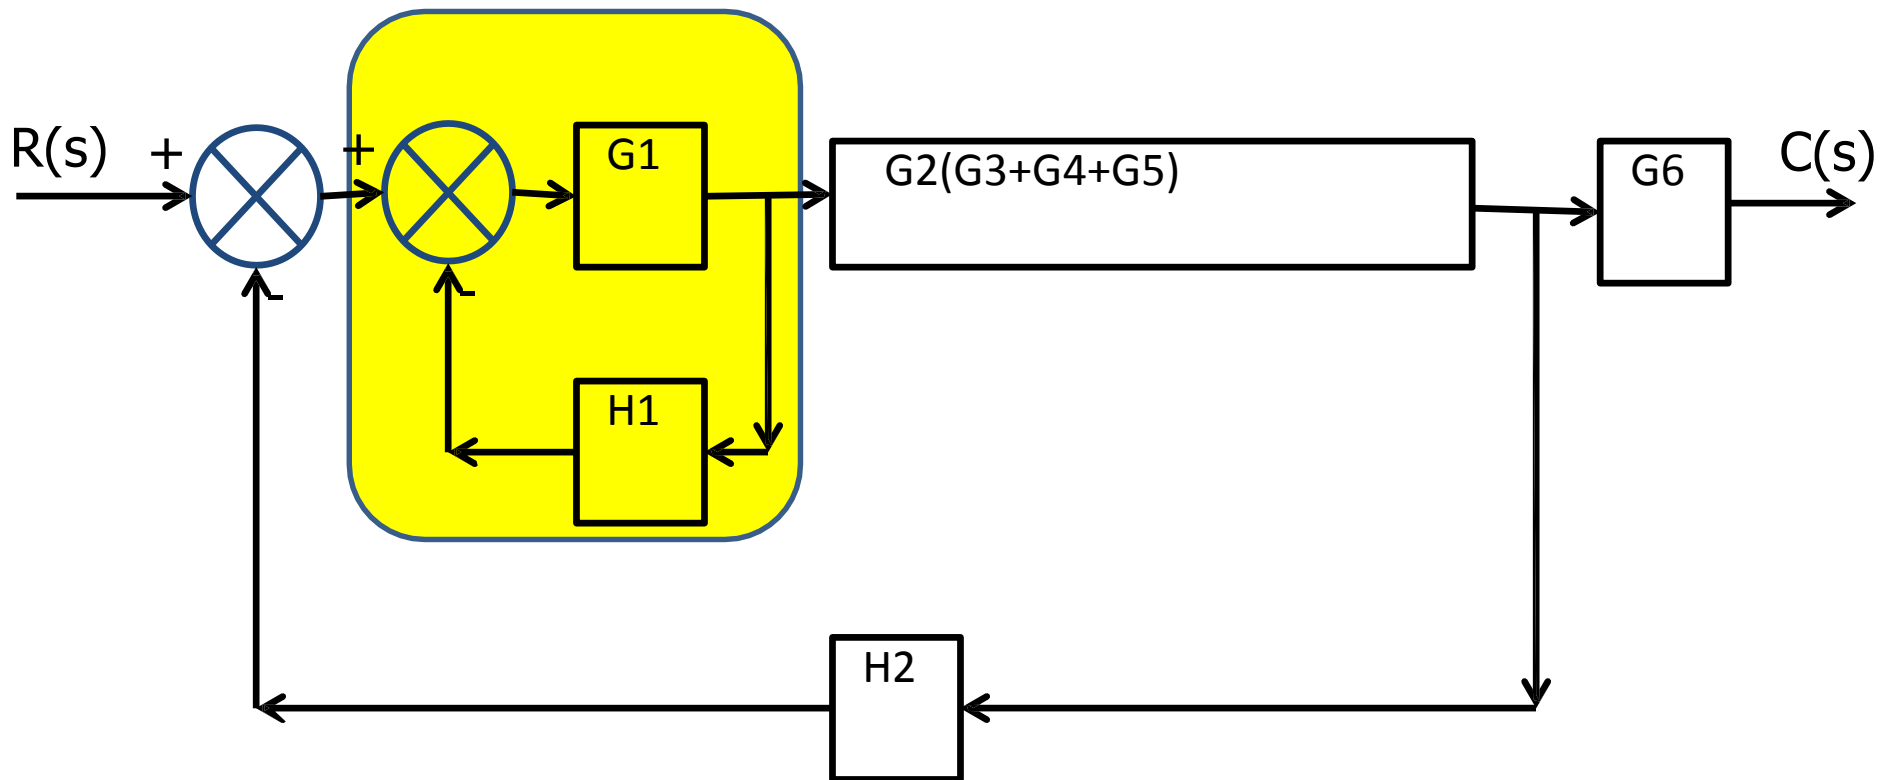 R(s)
+
+
G1
G2(G3+G4+G5)
G6
C(s)
-
-
H1
H2